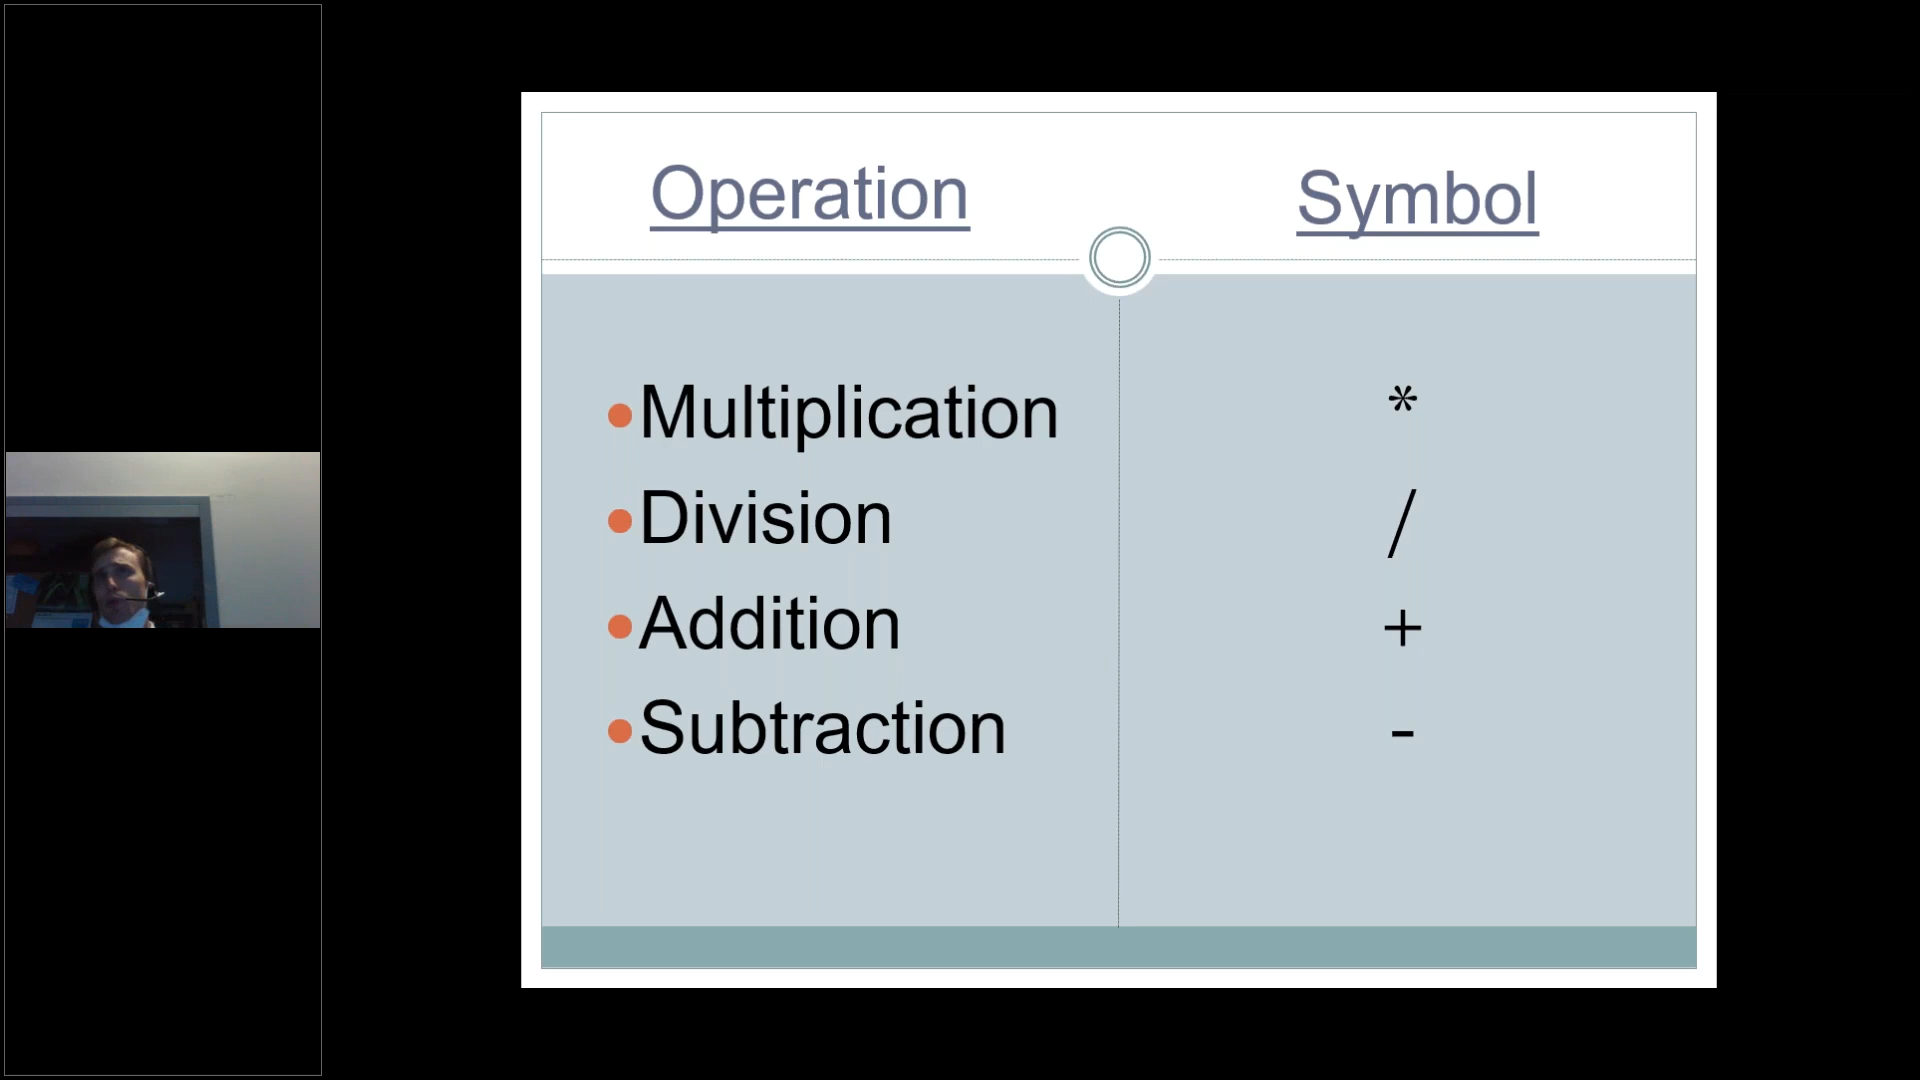 Operation Symbol
•Multiplication *
•Division /
•Addition +
•Subtraction -